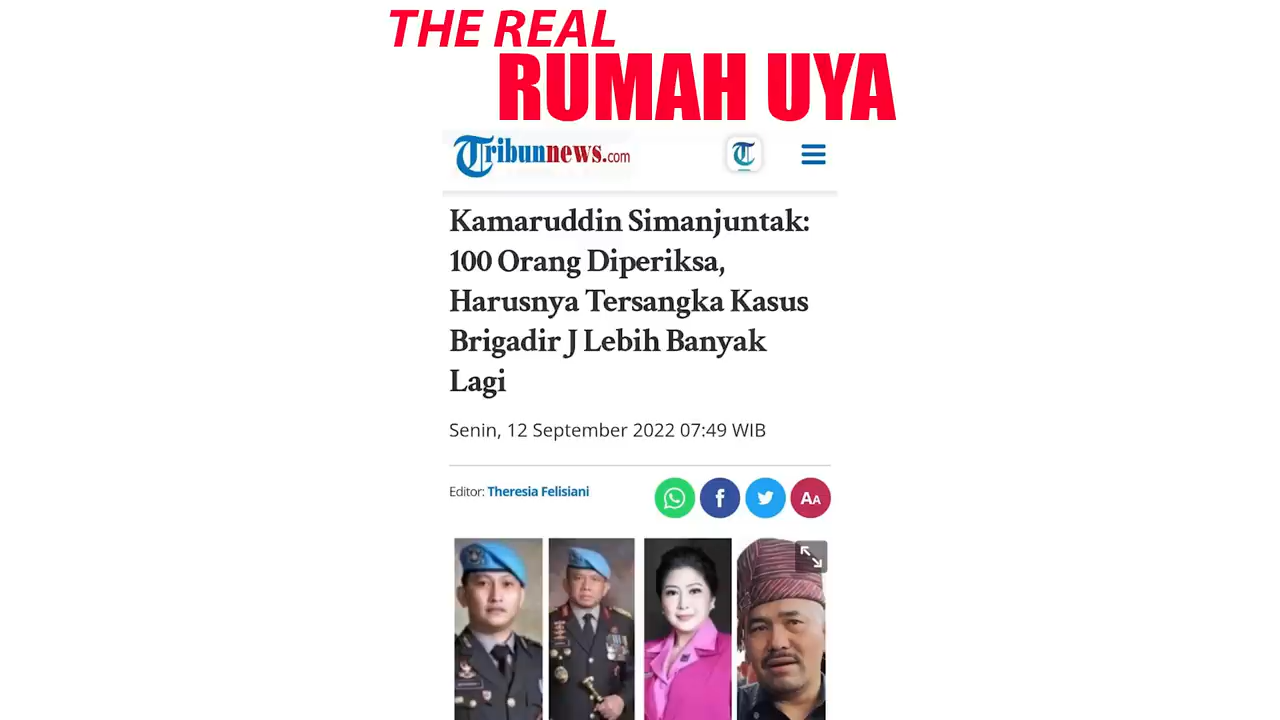 THE REAL
RUMAH UYA
Tribunnews.com
Kamaruddin Simanjuntak:
100 Orang Diperiksa,
Harusnya Tersangka Kasus
Brigadir J Lebih Banyak
Lagi
Senin, 12 September 2022 07:49 WIB
Editor: Theresia Felisiani
AA